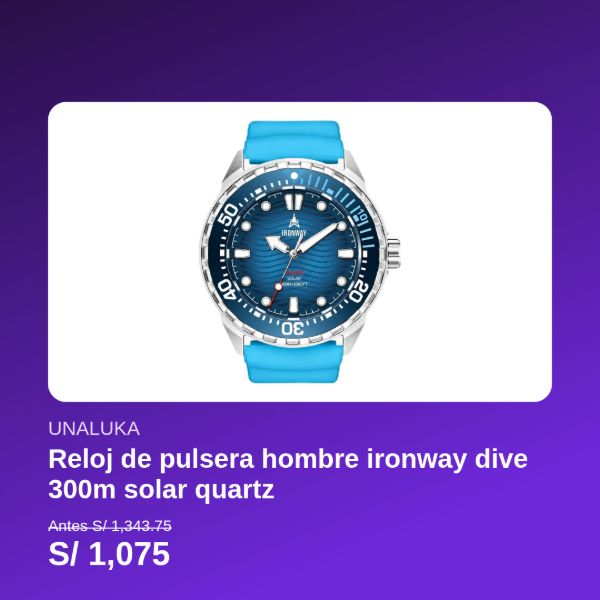 50
10
IRONWAY
SOLAR
40
20
30
UNALUKA
Reloj de pulsera hombre ironway dive
300m solar quartz
Antes S/ 1,343.75
S/ 1,075